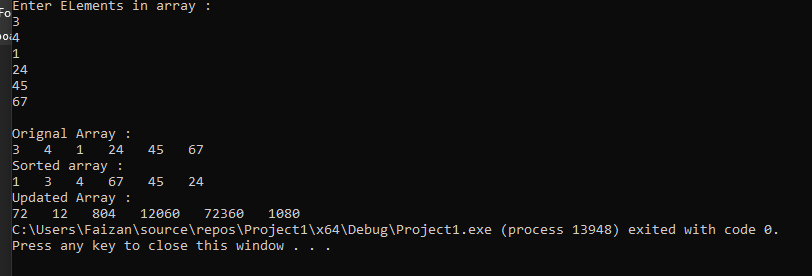 Enter ELements in array :
Fo
3
4
1
24
45
67
Orignal Array :
3 4 1 24 45 67
Sorted array :
1 3 4 67 45 24
Updated Array :
72 12 804 12060 72360 1080
C:\Users\Faizan\source\repos\Project1\x64\Debug\Project1.exe (process 13948) exited with code 0.
Press any key to close this window . . .